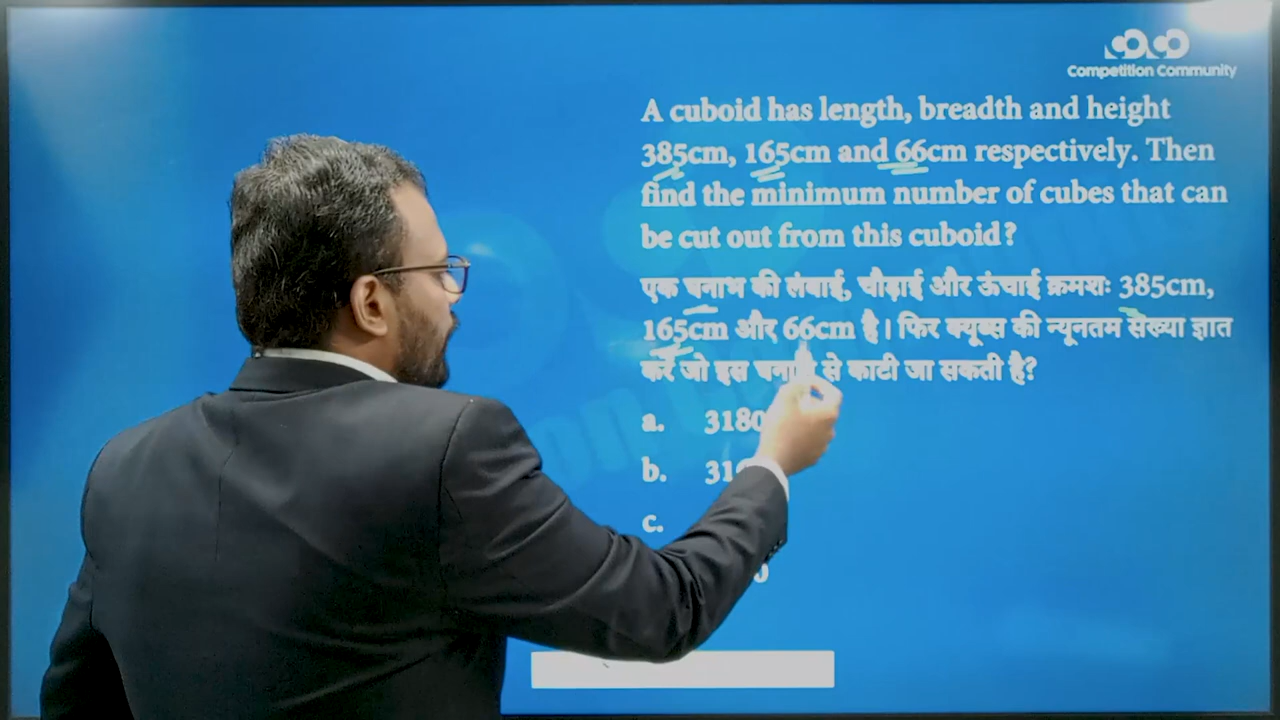 Competition Community
A cuboid has length, breadth and height
385cm, 165cm and 66cm respectively. Then
find the minimum number of cubes that can
be cut out from this cuboid?
एक घनाभ की लंबाई, चौड़ाई और ऊंचाई क्रमशः 385cm,
165cm और 66cm है। फिर क्यूब्स की न्यूनतम संख्या ज्ञात
करें जो इस से काटी जा सकती है?
a.
b.
c.